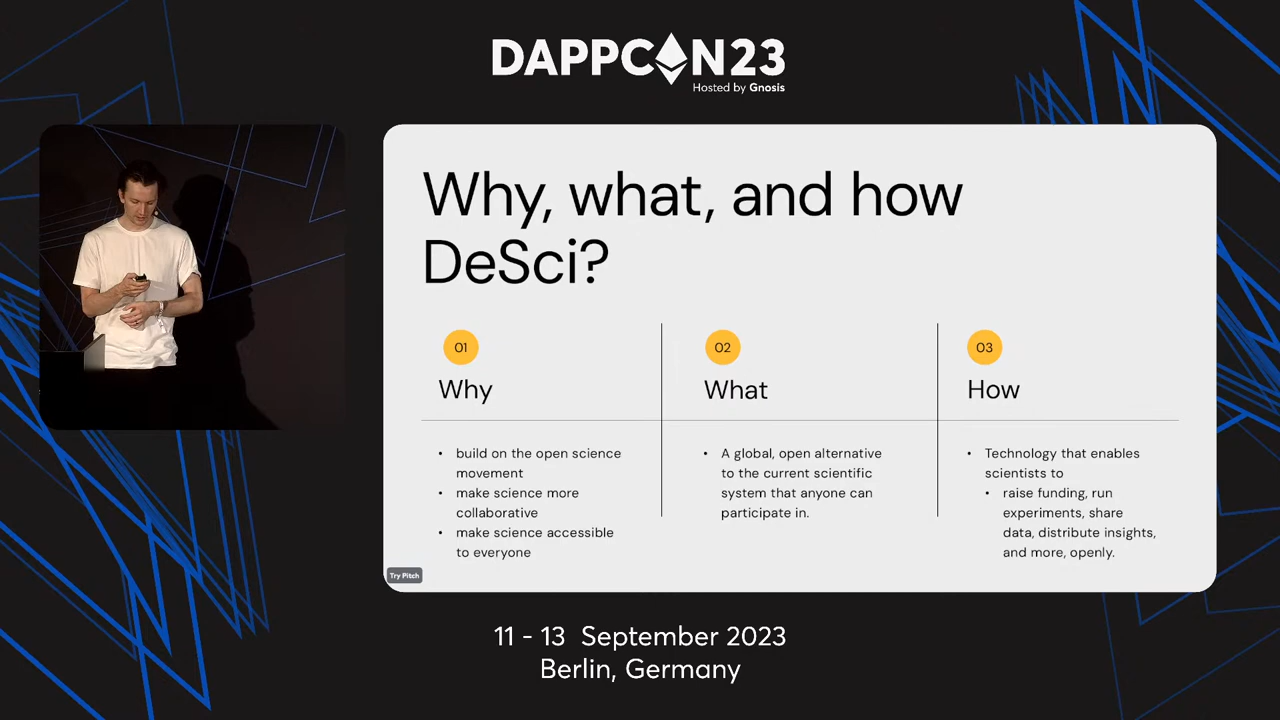 DAPPCON23
Hosted by Gnosis
Why, what, and how
DeSci?
01
Why
• build on the open science
movement
• make science more
collaborative
• make science accessible
to everyone
02
What
• A global, open alternative
to the current scientific
system that anyone can
participate in.
03
How
• Technology that enables
scientists to
• raise funding, run
experiments, share
data, distribute insights,
and more, openly.
Try Pitch
11 - 13 September 2023
Berlin, Germany